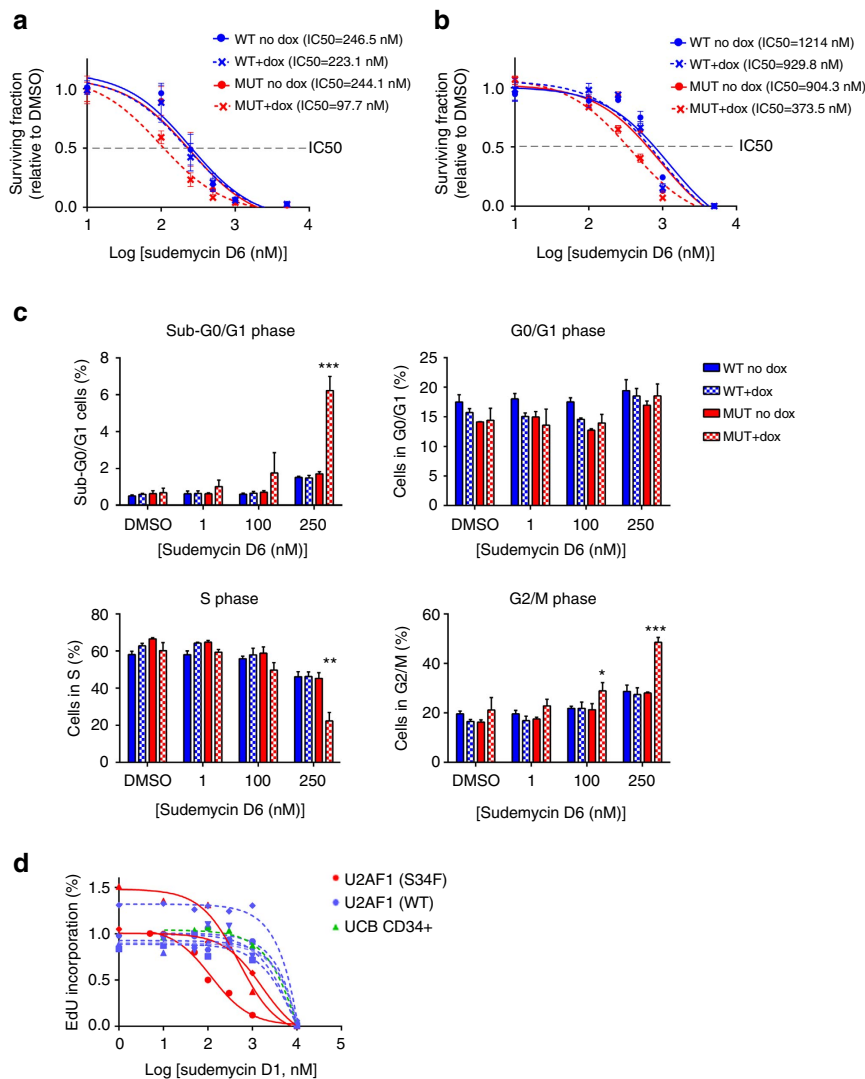 a
WT no dox (IC50=246.5 nM)
WT+dox (IC50=223.1 nM)
MUT no dox (IC50=244.1 nM)
MUT+dox (IC50=97.7 nM)
Surviving fraction
(relative to DMSO)
1.0
0.5
0.0
IC50
1
2
3
4
Log [sudemycin D6 (nM)]
b
WT no dox (IC50=1214 nM)
WT+dox (IC50=929.8 nM)
MUT no dox (IC50=904.3 nM)
MUT+dox (IC50=373.5 nM)
Surviving fraction
(relative to DMSO)
1.0
0.5
0.0
IC50
1
2
3
4
Log [sudemycin D6 (nM)]
c
Sub-G0/G1 phase
Sub-G0/G1 cells (%)
8
6
4
2
0
***
DMSO
1
100
250
[Sudemycin D6 (nM)]
G0/G1 phase
Cells in G0/G1 (%)
25
20
15
10
5
0
DMSO
1
100
250
[Sudemycin D6 (nM)]
WT no dox
WT+dox
MUT no dox
MUT+dox
S phase
Cells in S (%)
80
60
40
20
0
**
DMSO
1
100
250
[Sudemycin D6 (nM)]
G2/M phase
Cells in G2/M (%)
60
40
20
0
*
***
DMSO
1
100
250
[Sudemycin D6 (nM)]
d
EdU incorporation (%)
1.5
1.0
0.5
0.0
0
1
2
3
4
5
Log [sudemycin D1, nM]
U2AF1 (S34F)
U2AF1 (WT)
UCB CD34+